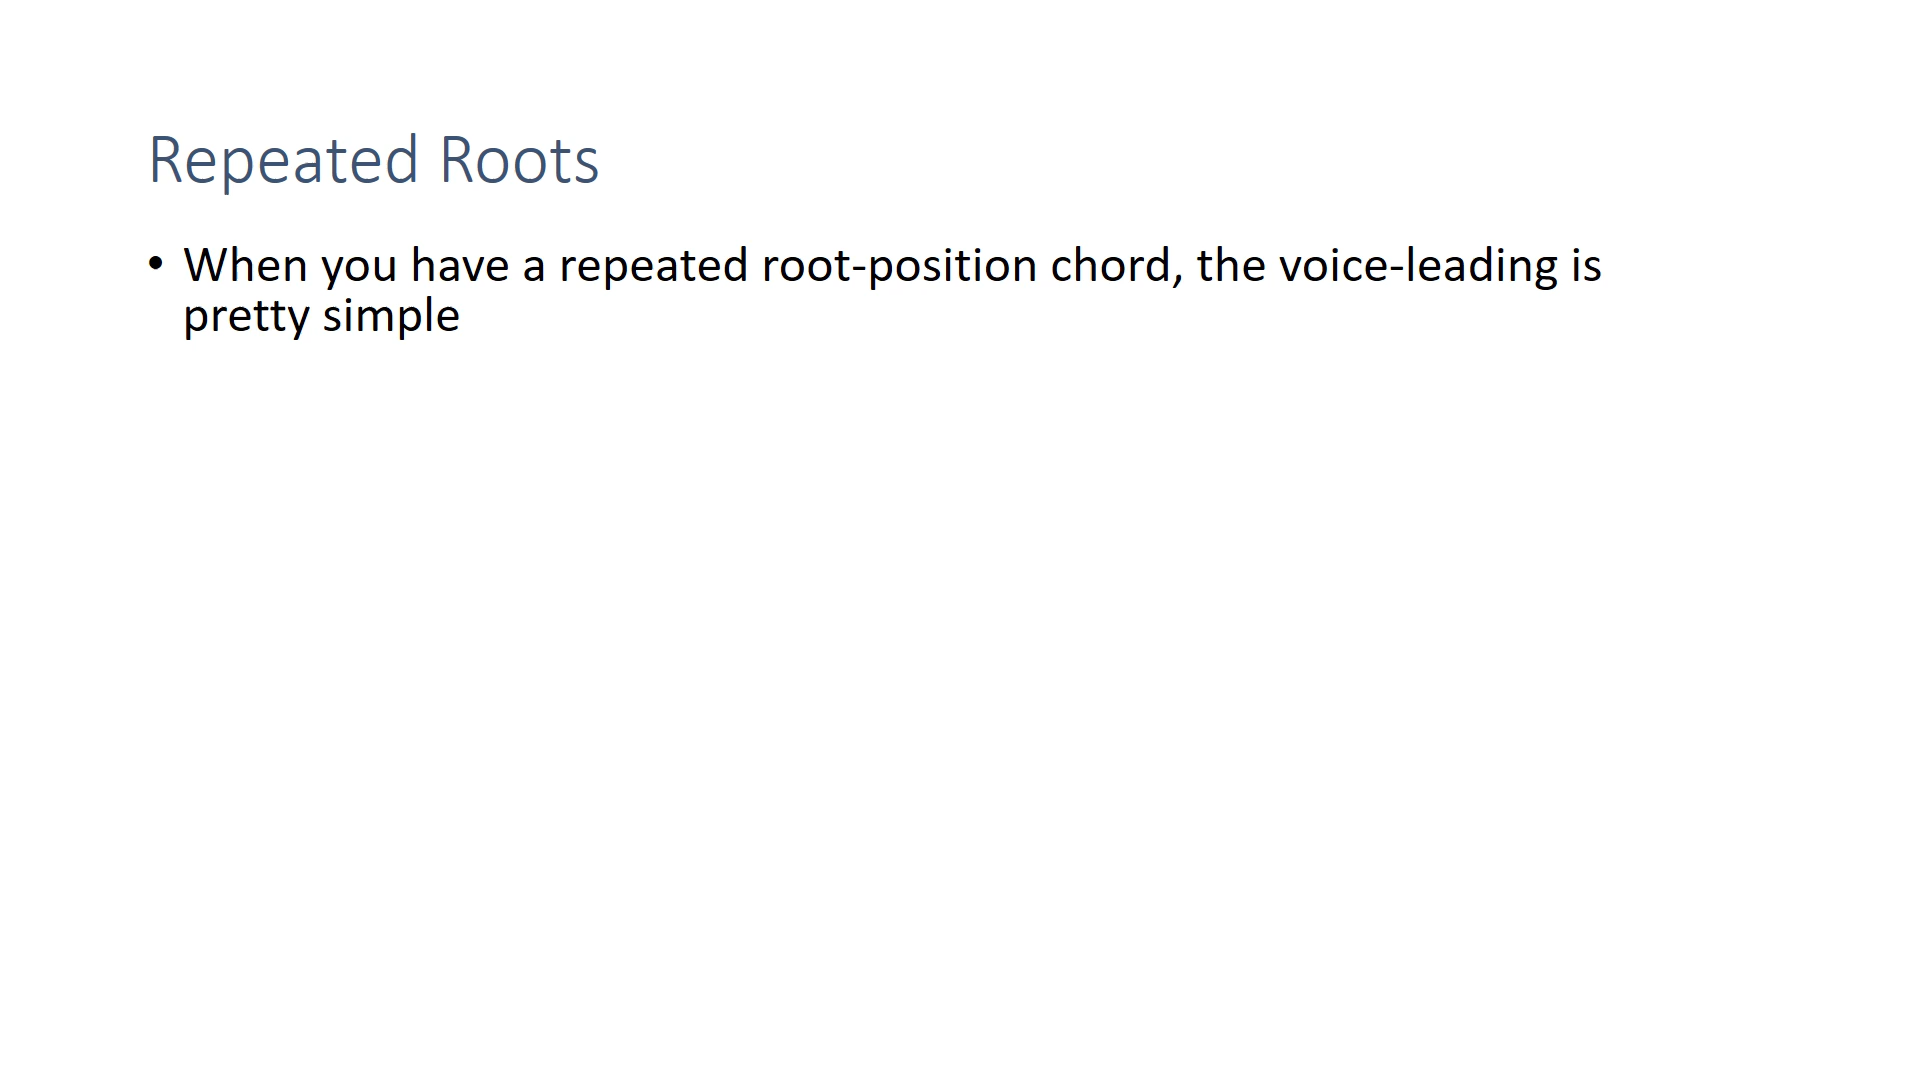 Repeated Roots
• When you have a repeated root-position chord, the voice-leading is
pretty simple